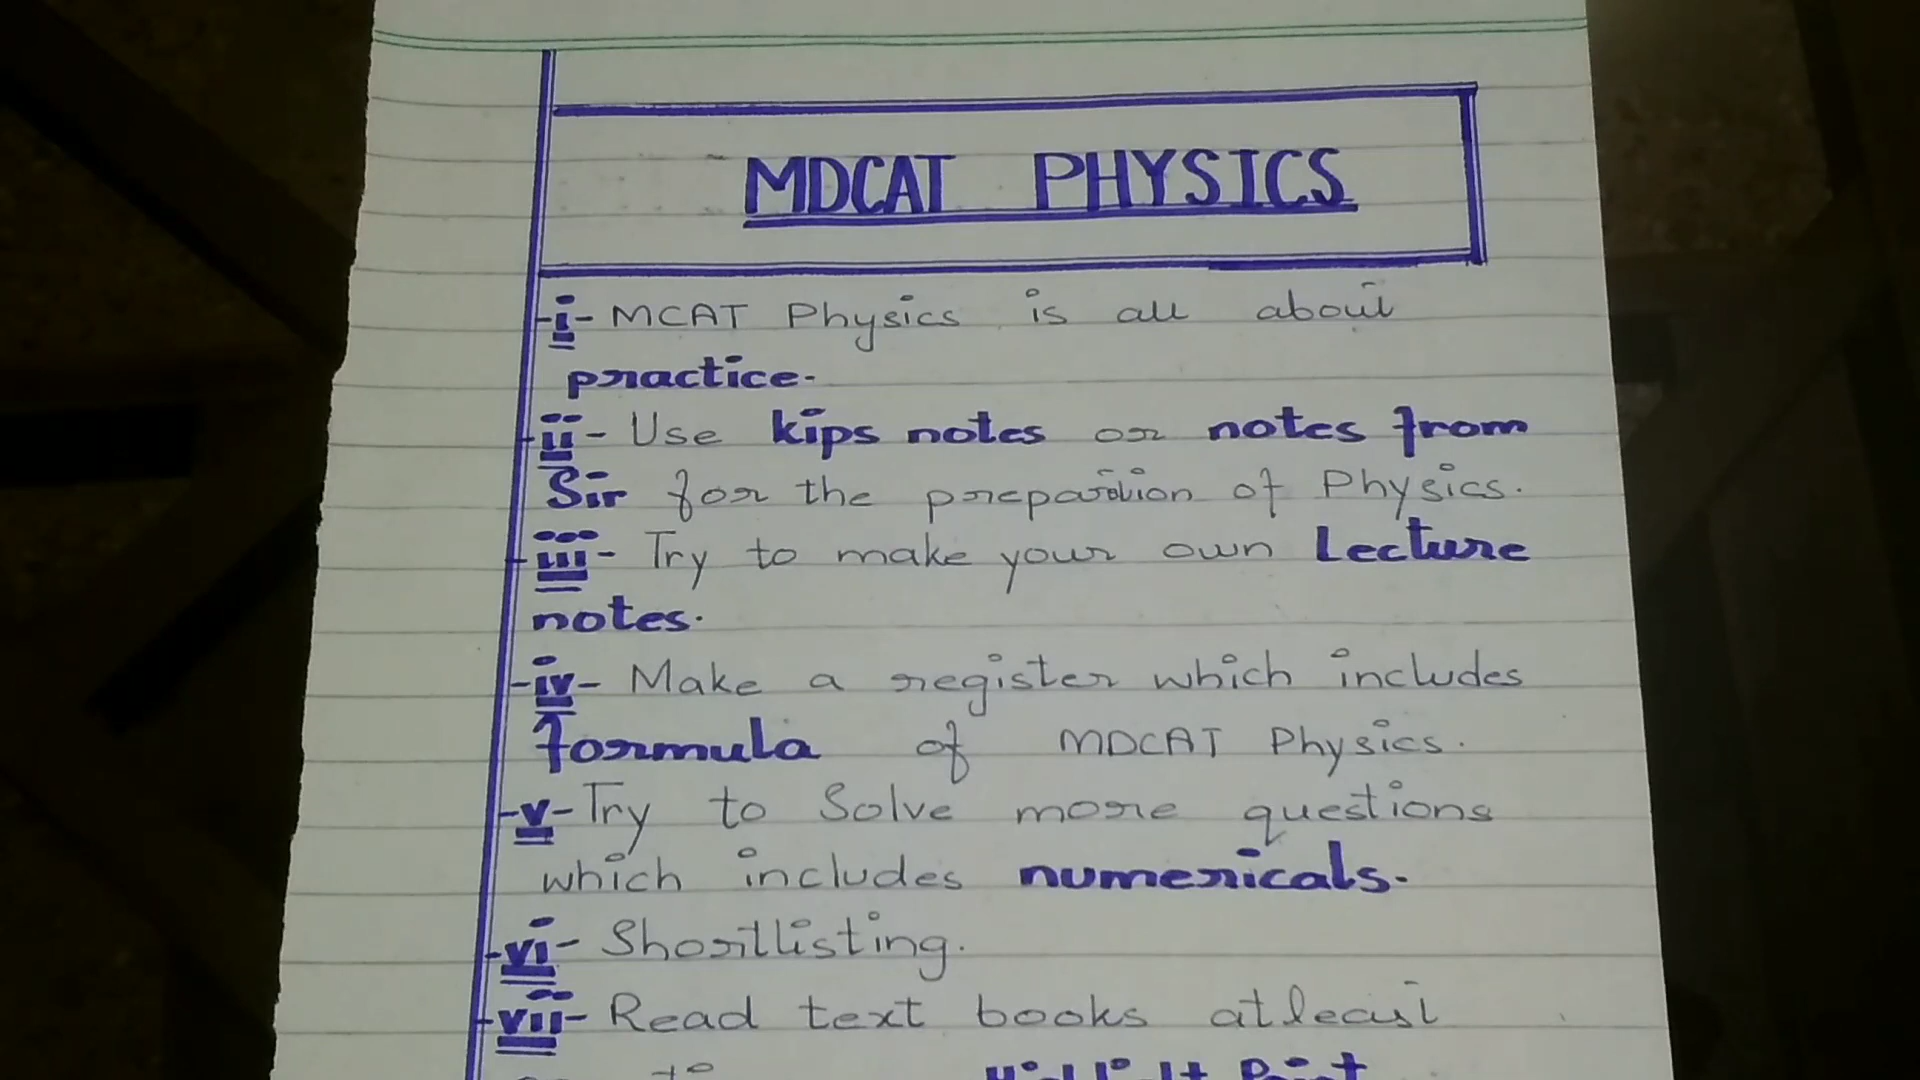 MDCAT PHYSICS
-i- MCAT Physics is all about
practice.
-ii- Use kips notes or notes from
Sir for the preparation of Physics.
-iii- Try to make your own Lecture
notes.
-iv- Make a register which includes
formula of MDCAT Physics.
-v- Try to Solve more questions
which includes numericals.
-vi- Shortlisting.
-vii- Read text books atleast